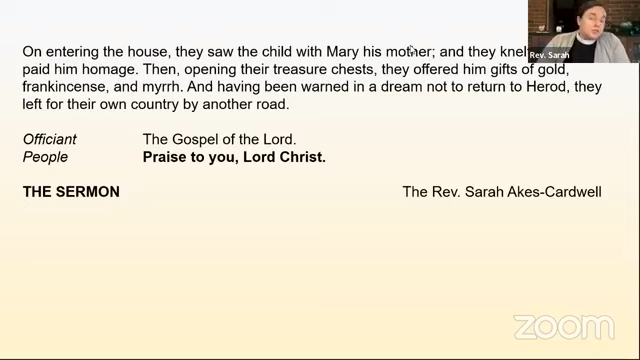 On entering the house, they saw the child with Mary his mother; and they knel
paid him homage. Then, opening their treasure chests, they offered him gifts of gold,
frankincense, and myrrh. And having been warned in a dream not to return to Herod, they
left for their own country by another road.
Officiant The Gospel of the Lord.
People Praise to you, Lord Christ.
THE SERMON The Rev. Sarah Akes-Cardwell
Rev. Sarah
zoom